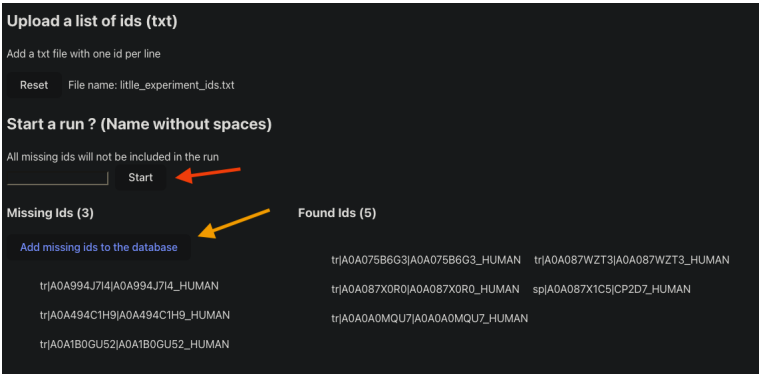 Upload a list of ids (txt)
Add a txt file with one id per line
Reset File name: litlle_experiment_ids.txt
Start a run ? (Name without spaces)
All missing ids will not be included in the run
Start
Missing Ids (3) Found Ids (5)
Add missing ids to the database
tr|A0A075B6G3|A0A075B6G3_HUMAN tr|A0A087WZT3|A0A087WZT3_HUMAN
tr|A0A994J7I4|A0A994J7I4_HUMAN
tr|A0A087X0R0|A0A087X0R0_HUMAN sp|A0A087X1C5|CP2D7_HUMAN
tr|A0A494C1H9|A0A494C1H9_HUMAN
tr|A0A0A0MQU7|A0A0A0MQU7_HUMAN
tr|A0A1B0GU52|A0A1B0GU52_HUMAN